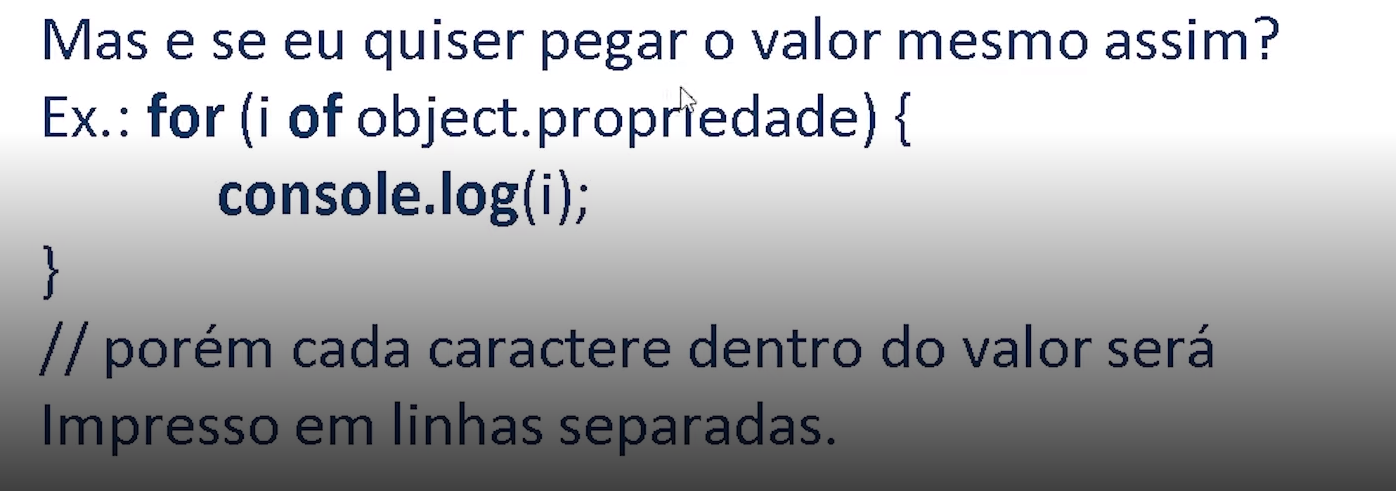 Mas e se eu quiser pegar o valor mesmo assim?
Ex.: for (i of object.propriedade) {
console.log(i);
}
// porém cada caractere dentro do valor será
Impresso em linhas separadas.